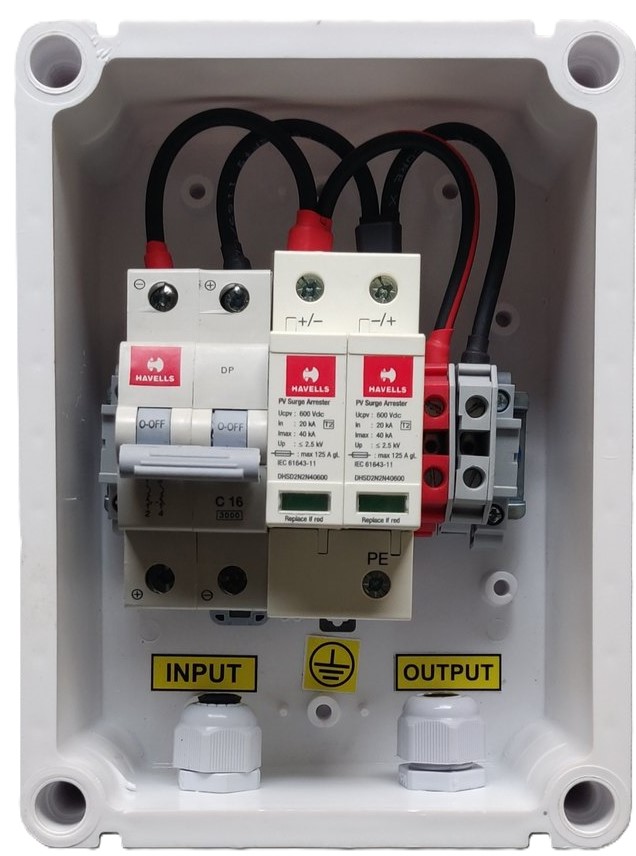 +/-
-/+
HAVELLS
DP
O-OFF
O-OFF
C 16
3000
HAVELLS
PV Surge Arrester
Ucpv : 600 Vdc
In : 20 kA T2
Imax : 40 kA
Up : ≤ 2.5 kV
: max 125 A gL
IEC 61643-11
DHSD2N2N40600
Replace if red
HAVELLS
PV Surge Arrester
Ucpv : 600 Vdc
In : 20 kA T2
Imax : 40 kA
Up : ≤ 2.5 kV
: max 125 A gL
IEC 61643-11
DHSD2N2N40600
Replace if red
PE
INPUT
OUTPUT